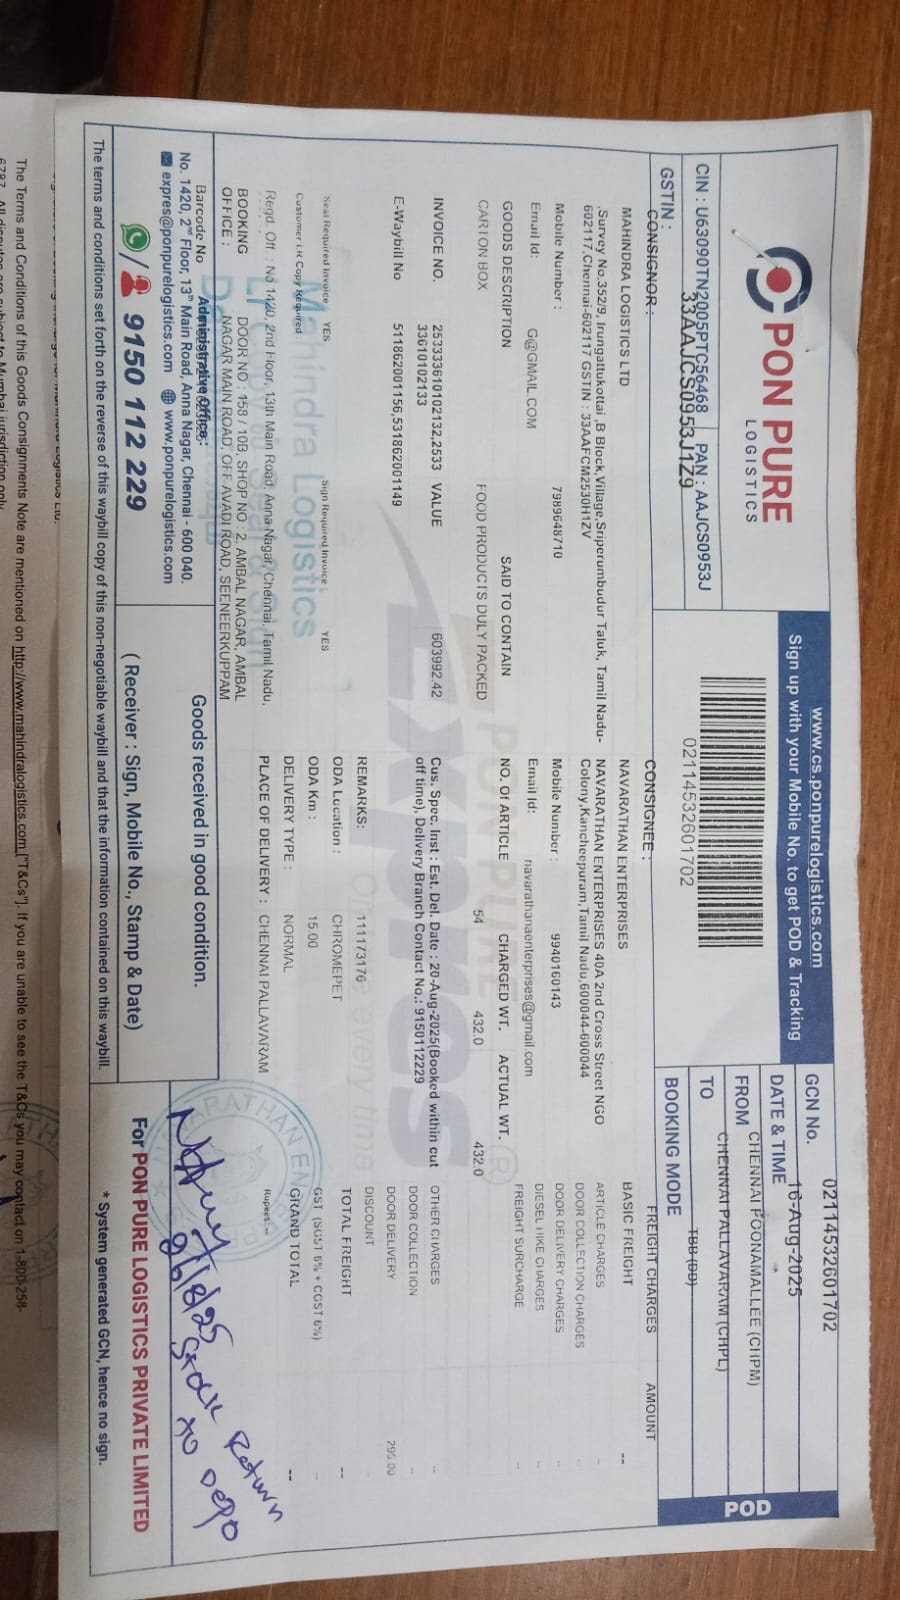 PON PURE
LOGISTICS
CIN : U63090TN2005PTC56468 PAN : AAJCS0953J
33AAJCS0953J1Z9
GSTIN :
www.cs.ponpurelogistics.com
Sign up with your Mobile No. to get POD & Tracking
02114532601702
GCN No. 02114532601702
DATE & TIME 16-Aug-2025
FROM CHENNAI POONAMALLEE (CHPM)
TO CHENNAI PALLAVARAM (CHPL)
BOOKING MODE TBB (DD)
POD
CONSIGNOR :
MAHINDRA LOGISTICS LTD
,Survey No.352/9, Irungattukottai ,B Block,Village,Sriperumbudur Taluk, Tamil Nadu-
602117,Chennai-602117 GSTIN : 33AAFCM2530H1ZV
Mobile Number : 7989648710
Email Id: G@GMAIL.COM
CONSIGNEE :
NAVARATHAN ENTERPRISES
NAVARATHAN ENTERPRISES 40A 2nd Cross Street NGO
Colony,Kancheepuram,Tamil Nadu,600044-600044
Mobile Number : 9940160143
Email Id: navarathanaonterprises@gmail.com
GOODS DESCRIPTION SAID TO CONTAIN NO. Of ARTICLE CHARGED WT. ACTUAL WT.
CARTON BOX FOOD PRODUCTS DULY PACKED 54 432.0 432.0
INVOICE NO. 253333610102132,2533 VALUE 603992.42
33610102133
E-Waybill No 511862001156,531862001149
Cus. Spec. Inst : Est. Del. Date : 20-Aug-2025(Booked within cut
off time), Delivery Branch Contact No.: 9150112229
REMARKS: 111173176
ODA Location : CHROMEPET
ODA Km : 15.00
DELIVERY TYPE : NORMAL
PLACE OF DELIVERY : CHENNAI PALLAVARAM
Seal Required Invoice YES Sign Required Invoice : YES
Customer LR Copy Required :
Mahindra Logistics
Regd. Off : No 1420, 2nd Floor, 13th Main Road, Anna Nagar, Chennai, Tamil Nadu,
BOOKING OFFICE : DOOR NO : 158 / 10B, SHOP NO : 2, AMBAL NAGAR, AMBAL
NAGAR MAIN ROAD, OFF AVADI ROAD, SEENEERKUPPAM
PON PURE
EXPRES
FREIGHT CHARGES AMOUNT
BASIC FREIGHT --
ARTICLE CHARGES --
DOOR COLLECTION CHARGES --
DOOR DELIVERY CHARGES --
DIESEL HIKE CHARGES --
FREIGHT SURCHARGE --
OTHER CHARGES --
DOOR COLLECTION --
DOOR DELIVERY 295.00
DISCOUNT --
TOTAL FREIGHT --
GST (SGST 6% + CGST 6%) --
GRAND TOTAL --
Rupees: --
Barcode No
Administrative Office :
No. 1420, 2nd Floor, 13th Main Road, Anna Nagar, Chennai - 600 040.
expres@ponpurelogistics.com www.ponpurelogistics.com
9150 112 229
Goods received in good condition.
( Receiver : Sign, Mobile No., Stamp & Date)
Stock Return
to Depo
For PON PURE LOGISTICS PRIVATE LIMITED
* System generated GCN, hence no sign.
The terms and conditions set forth on the reverse of this waybill copy of this non-negotiable waybill and that the information contained on this waybill.
The Terms and Conditions of this Goods Consignments Note are mentioned on http://www.mahindralogistics.com ["T&Cs"]. If you are unable to see the T&Cs you may contact on 1-800-258-